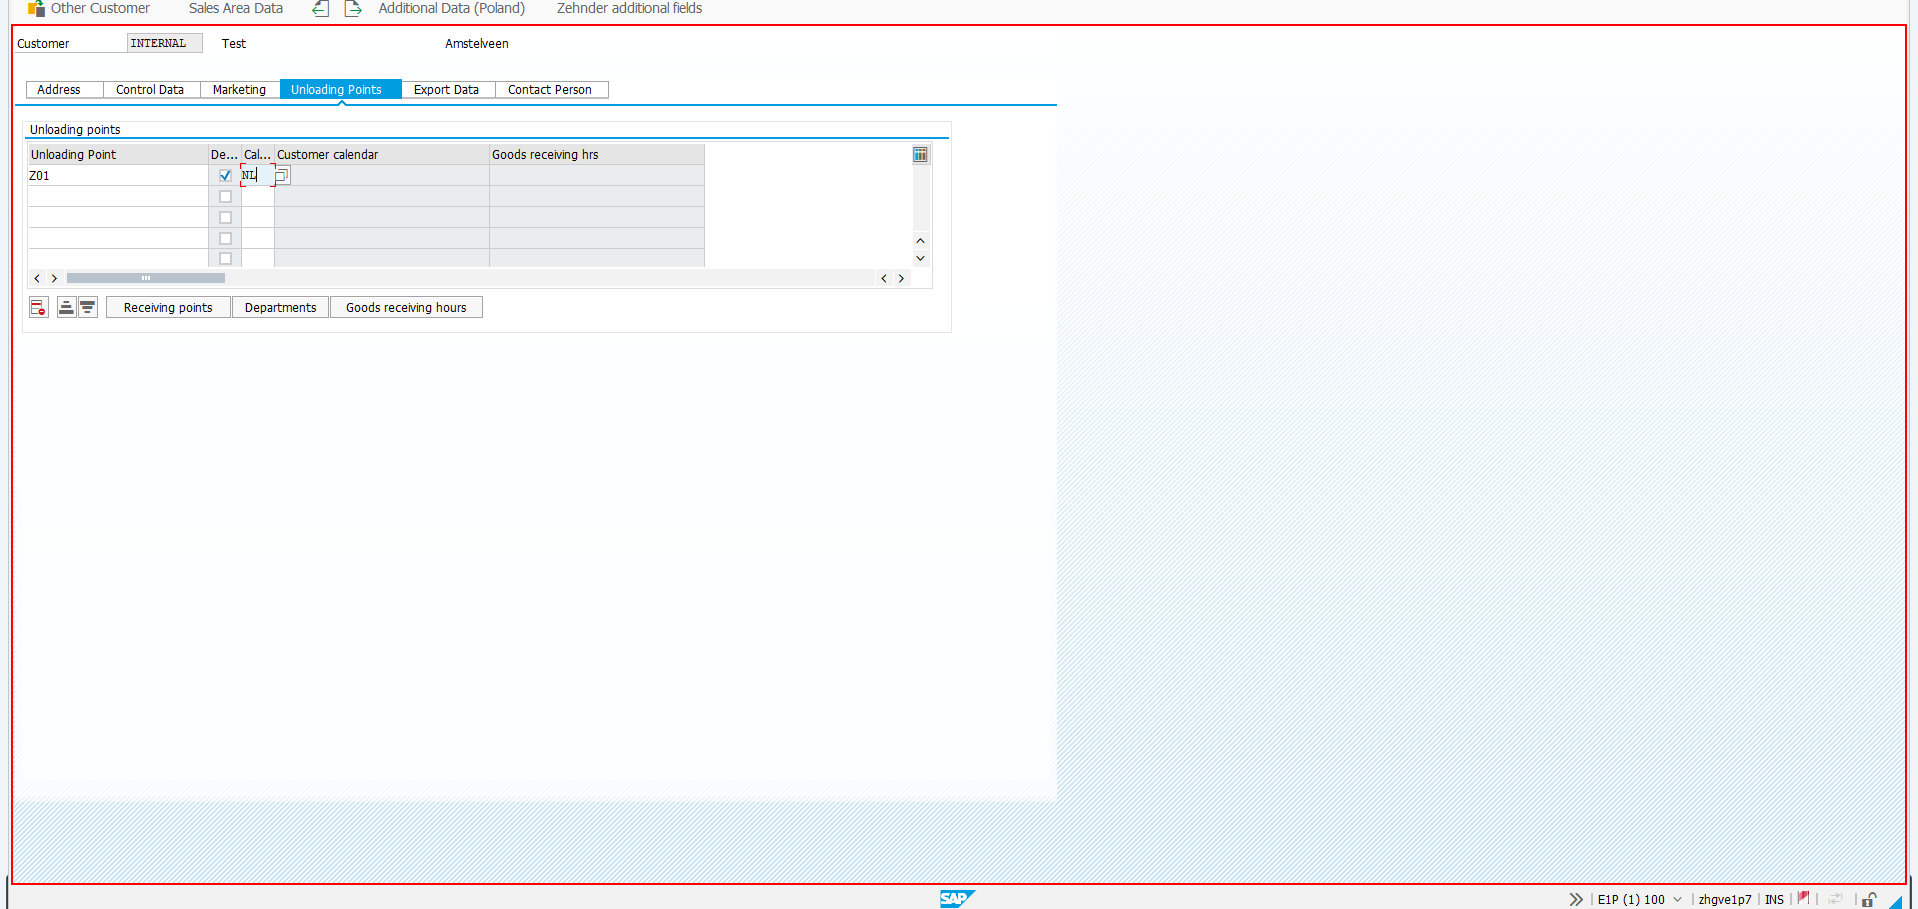 Other Customer Sales Area Data Additional Data (Poland) Zehnder additional fields
Customer INTERNAL Test Amstelveen
Address Control Data Marketing Unloading Points Export Data Contact Person
Unloading points
Unloading Point De... Cal... Customer calendar Goods receiving hrs
Z01 NL
Receiving points Departments Goods receiving hours
SAP E1P (1) 100 zhgve1p7 INS